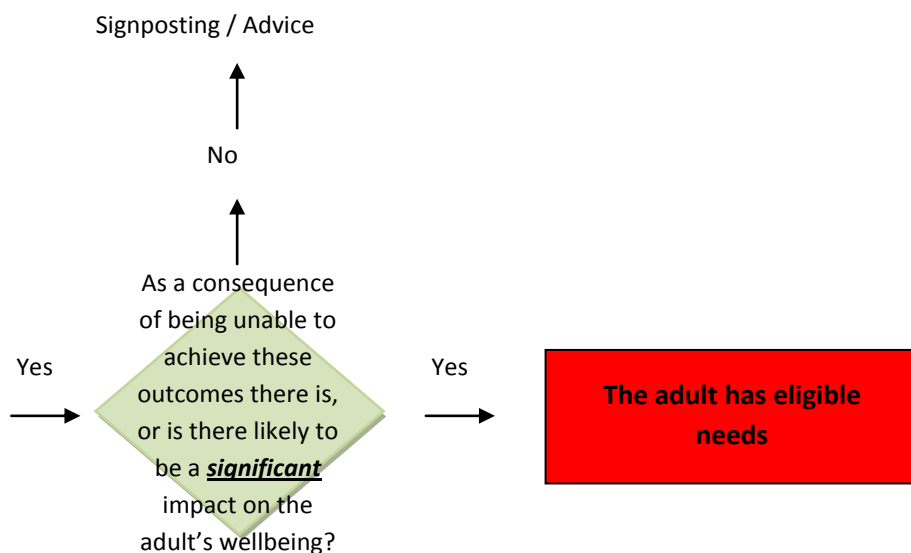 Signposting / Advice
No
As a consequence
of being unable to
achieve these
outcomes there is,
or is there likely to
be a significant
impact on the
adult's wellbeing?
Yes
Yes
The adult has eligible
needs